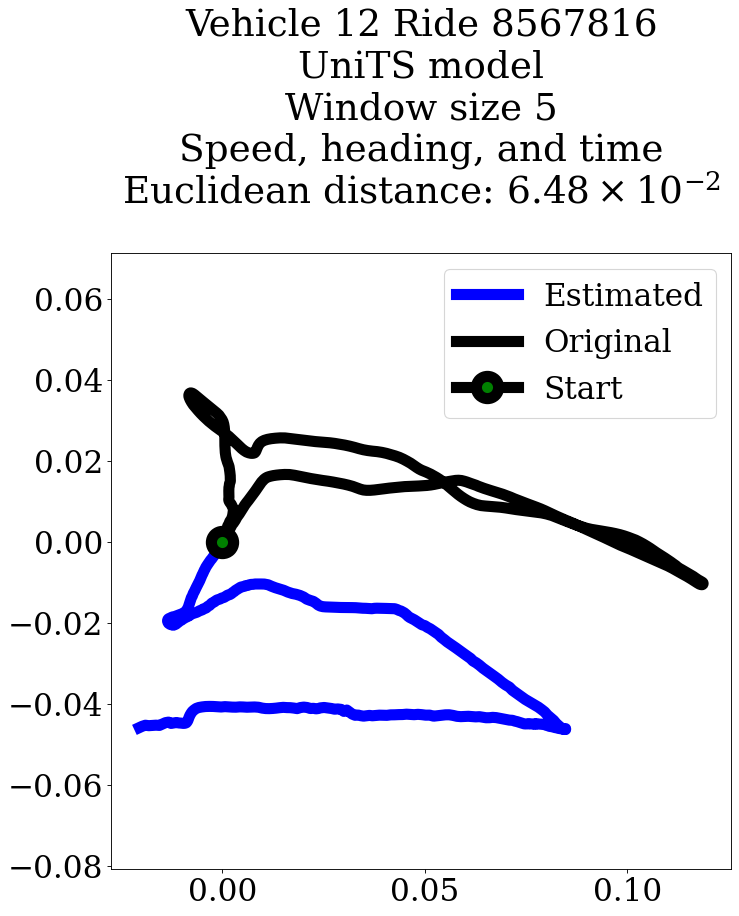 Vehicle 12 Ride 8567816
UniTS model
Window size 5
Speed, heading, and time
Euclidean distance: 6.48 × 10⁻²
Estimated
Original
Start
0.06
0.04
0.02
0.00
−0.02
−0.04
−0.06
−0.08
0.00 0.05 0.10